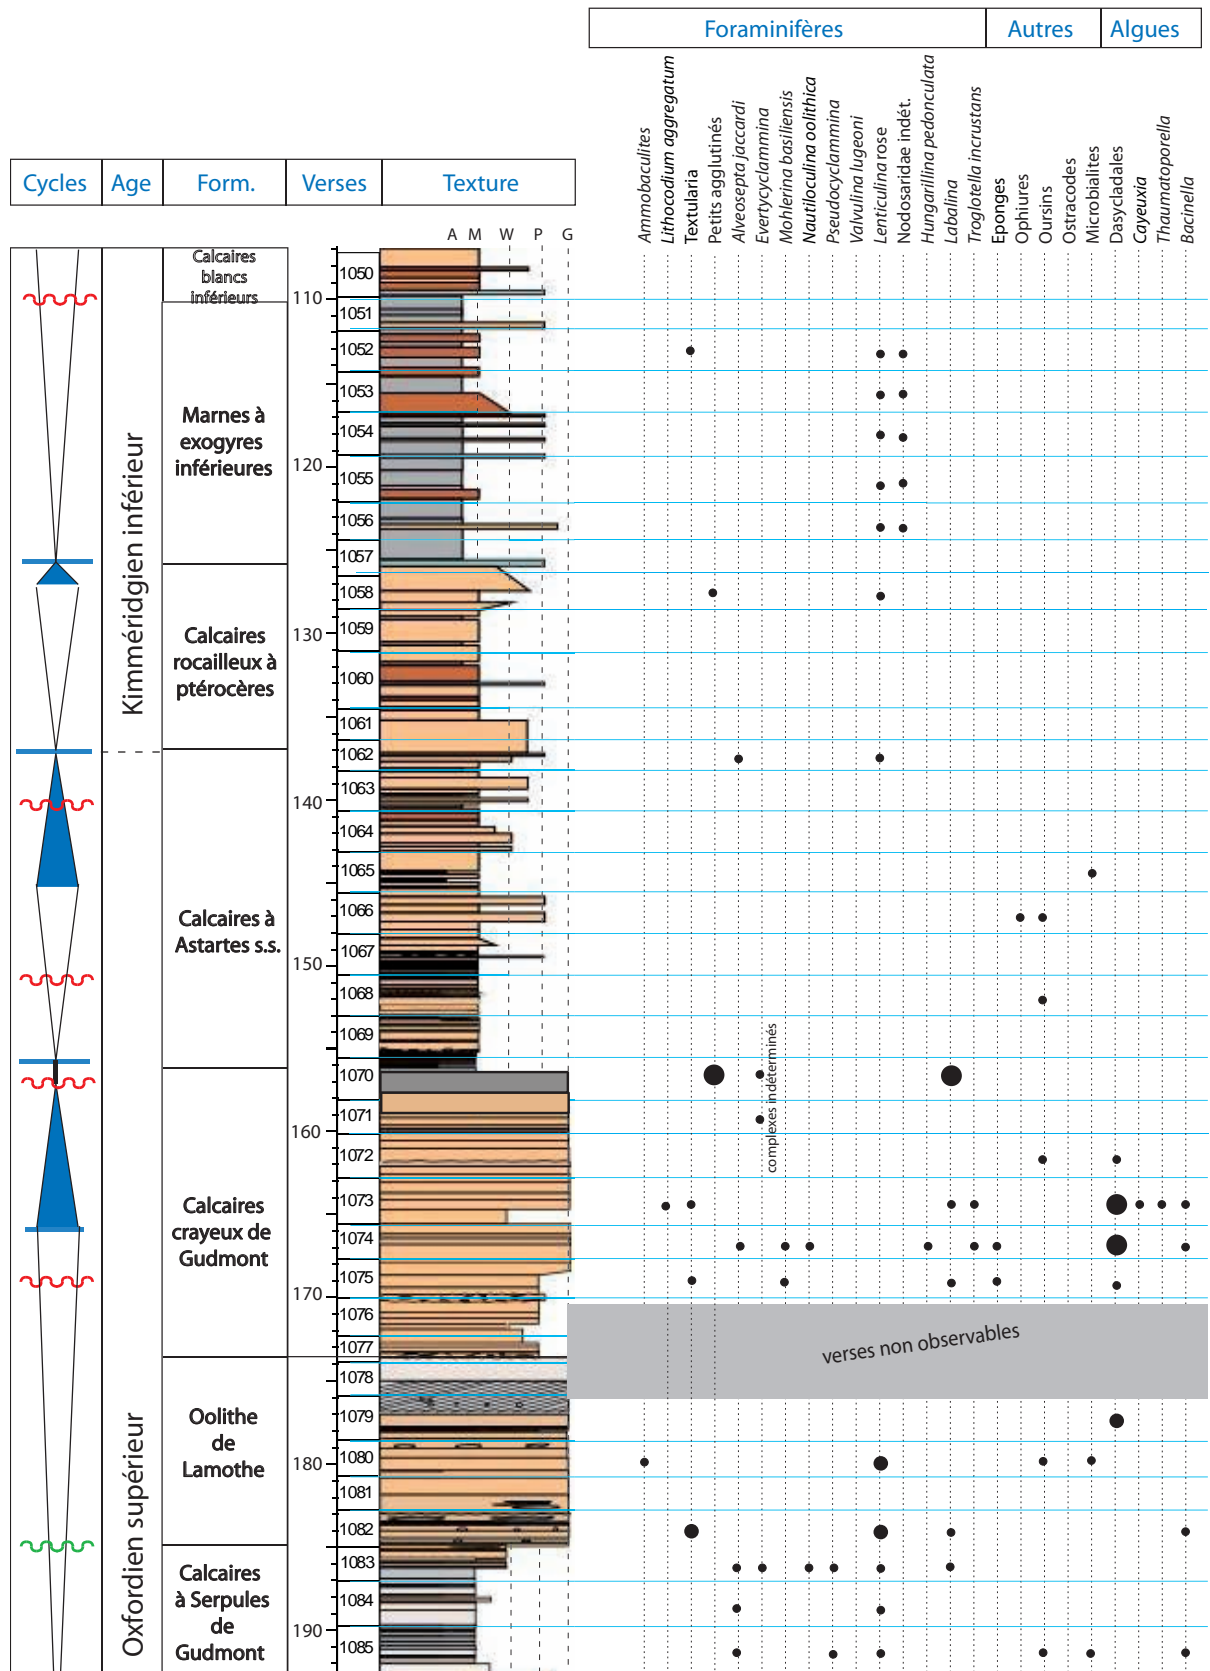 Foraminifères Autres Algues
Ammobaculites
Lithocodium aggregatum
Textularia
Petits agglutinés
Alveosepta jaccardi
Evertycyclammina
Mohlerina basiliensis
Nautiloculina oolithica
Pseudocyclammina
Valvulina lugeoni
Lenticulina rose
Nodosaridae indét.
Hungarillina pedonculata
Labalina
Troglotella incrustans
Eponges
Ophiures
Oursins
Ostracodes
Microbialites
Dasycladales
Cayeuxia
Thaumatoporella
Bacinella
Cycles Age Form. Verses Texture
A M W P G
Calcaires
blancs
inférieurs
Marnes à
exogyres
inférieures
Calcaires
rocailleux à
ptérocères
Calcaires à
Astartes s.s.
Calcaires
crayeux de
Gudmont
Oolithe
de
Lamothe
Calcaires
à Serpules
de
Gudmont
Kimméridgien inférieur
Oxfordien supérieur
110
120
130
140
150
160
170
180
190
1050
1051
1052
1053
1054
1055
1056
1057
1058
1059
1060
1061
1062
1063
1064
1065
1066
1067
1068
1069
1070
1071
1072
1073
1074
1075
1076
1077
1078
1079
1080
1081
1082
1083
1084
1085
complexes indéterminés
verses non observables